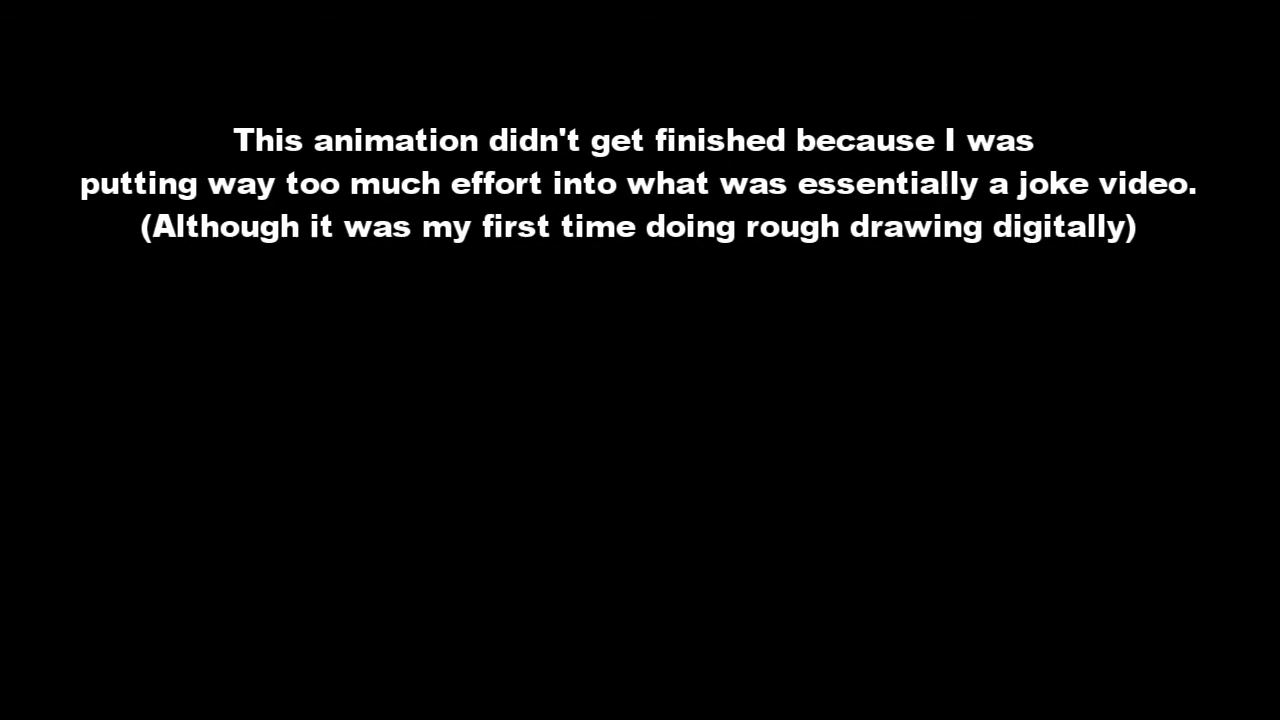 This animation didn't get finished because I was
putting way too much effort into what was essentially a joke video.
(Although it was my first time doing rough drawing digitally)